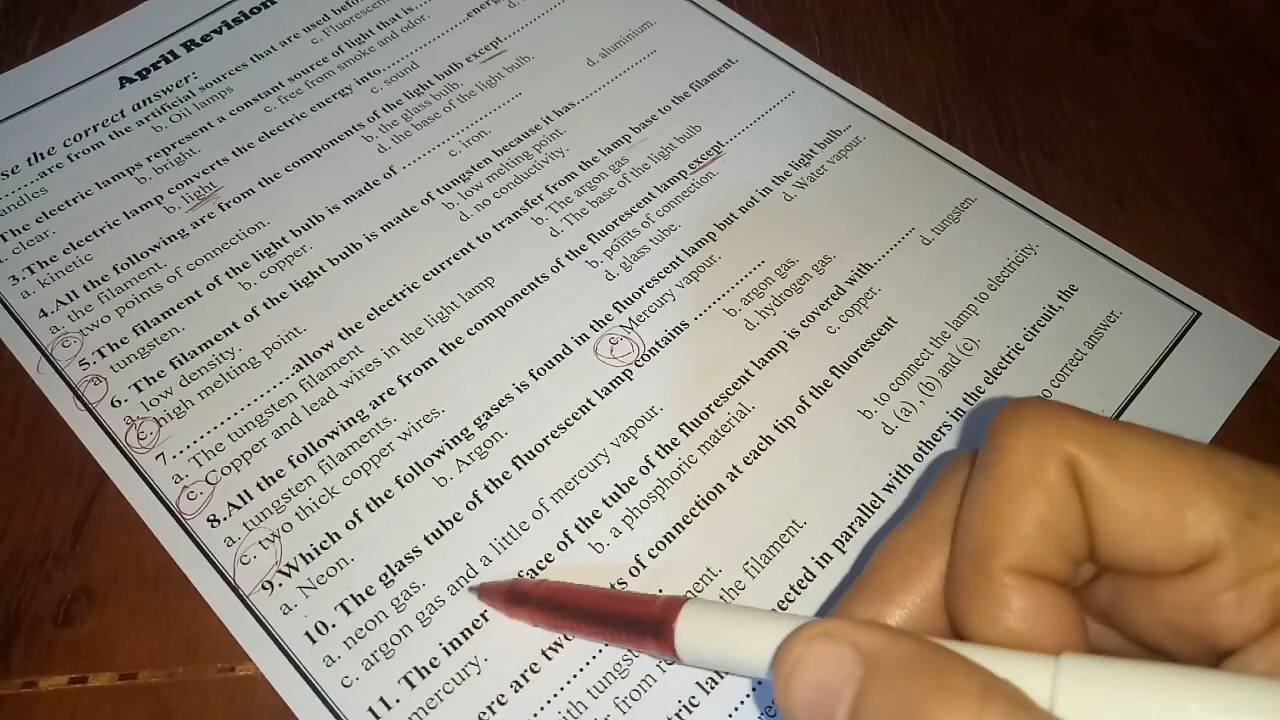 April Revision
se the correct answer:
........are from the artificial sources that are used befo
andles
b. Oil lamps
c. Fluorescen
The electric lamps represent a constant source of light that is.......
. clear.
b. bright.
c. free from smoke and odor.
d.
3.The electric lamp converts the electric energy into...............energ
a. kinetic
b. light
c. sound
4.All the following are from the components of the light bulb except..........
a. the filament.
b. the glass bulb.
c. two points of connection.
d. the base of the light bulb.
5.The filament of the light bulb is made of ..............
a. tungsten.
b. copper.
c. iron.
d. aluminium.
6. The filament of the light bulb is made of tungsten because it has..............
a. low density.
b. low melting point.
c. high melting point.
d. no conductivity.
7...............allow the electric current to transfer from the lamp base to the filament.
a. The tungsten filament
b. The argon gas
c. Copper and lead wires in the light lamp
d. The base of the light bulb
8.All the following are from the components of the fluorescent lamp except............
a. tungsten filaments.
b. points of connection.
c. two thick copper wires.
d. glass tube.
9.Which of the following gases is found in the fluorescent lamp but not in the light bulb...
a. Neon.
b. Argon.
c. Mercury vapour.
d. Water vapour.
10. The glass tube of the fluorescent lamp contains ..............
a. neon gas.
b. argon gas.
c. argon gas and a little of mercury vapour.
d. hydrogen gas.
11. The inner face of the tube of the fluorescent lamp is covered with........
mercury.
b. a phosphoric material.
c. copper.
d. tungsten.
ere are two ts of connection at each tip of the fluorescent
ith tungst ment.
b. to connect the lamp to electricity.
from the filament.
d. (a) , (b) and (c).
tric la ected in parallel with others in the electric circuit, the
o correct answer.